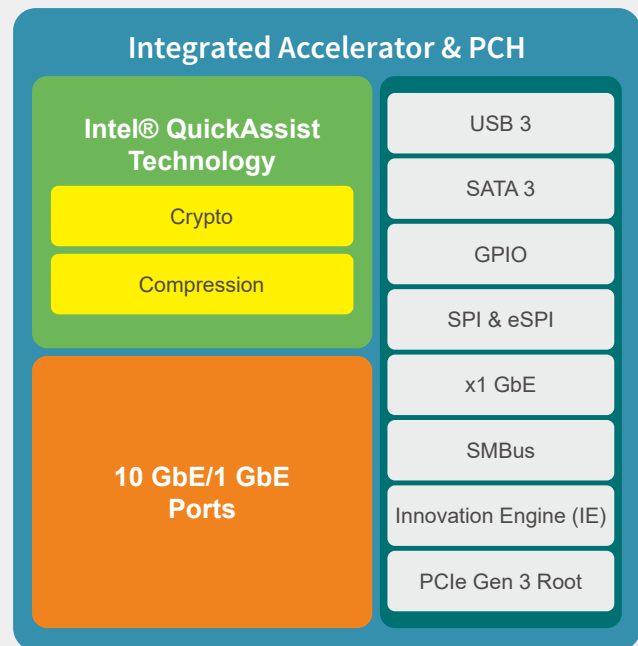 Integrated Accelerator & PCH
Intel® QuickAssist
Technology
Crypto
Compression
10 GbE/1 GbE
Ports
USB 3
SATA 3
GPIO
SPI & eSPI
x1 GbE
SMBus
Innovation Engine (IE)
PCIe Gen 3 Root